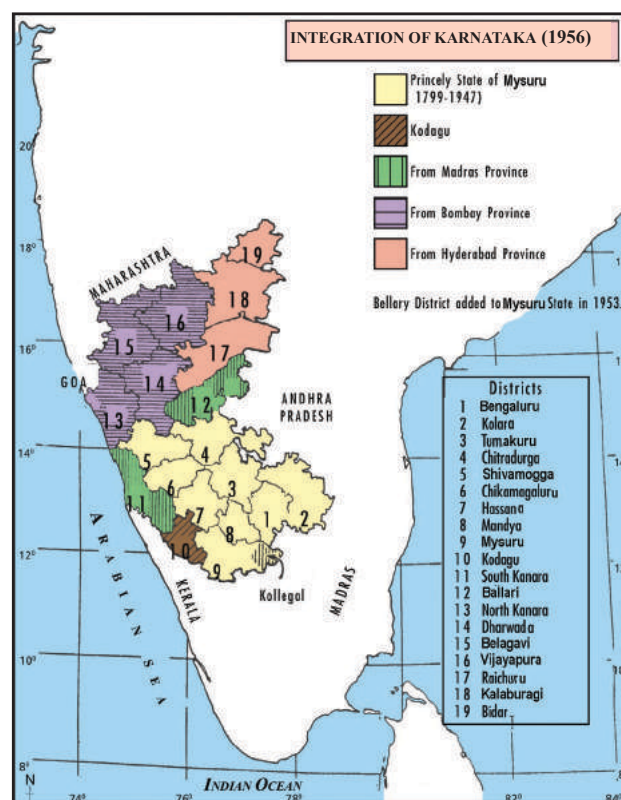 INTEGRATION OF KARNATAKA (1956)
Princely State of Mysuru
1799-1947}
Kodagu
From Madras Province
From Bombay Province
From Hyderabad Province
Bellary District added to Mysuru State in 1953.
20°
18°
16°
14°
12°
10°
8°
MAHARASHTRA
GOA
ANDHRA
PRADESH
KERALA
MADRAS
Kollegal
ARABIAN SEA
INDIAN OCEAN
19
18
16
15
17
14
12
13
4
5
3
6
11
7
1
2
8
10
9
Districts
1 Bengaluru
2 Kolara
3 Tumakuru
4 Chitradurga
5 Shivamogga
6 Chikamagaluru
7 Hassana
8 Mandya
9 Mysuru
10 Kodagu
11 South Kanara
12 Ballari
13 North Kanara
14 Dharwada
15 Belagavi
16 Vijayapura
17 Raichuru
18 Kalaburagi
19 Bidar
N
74°
76°
78°
82°